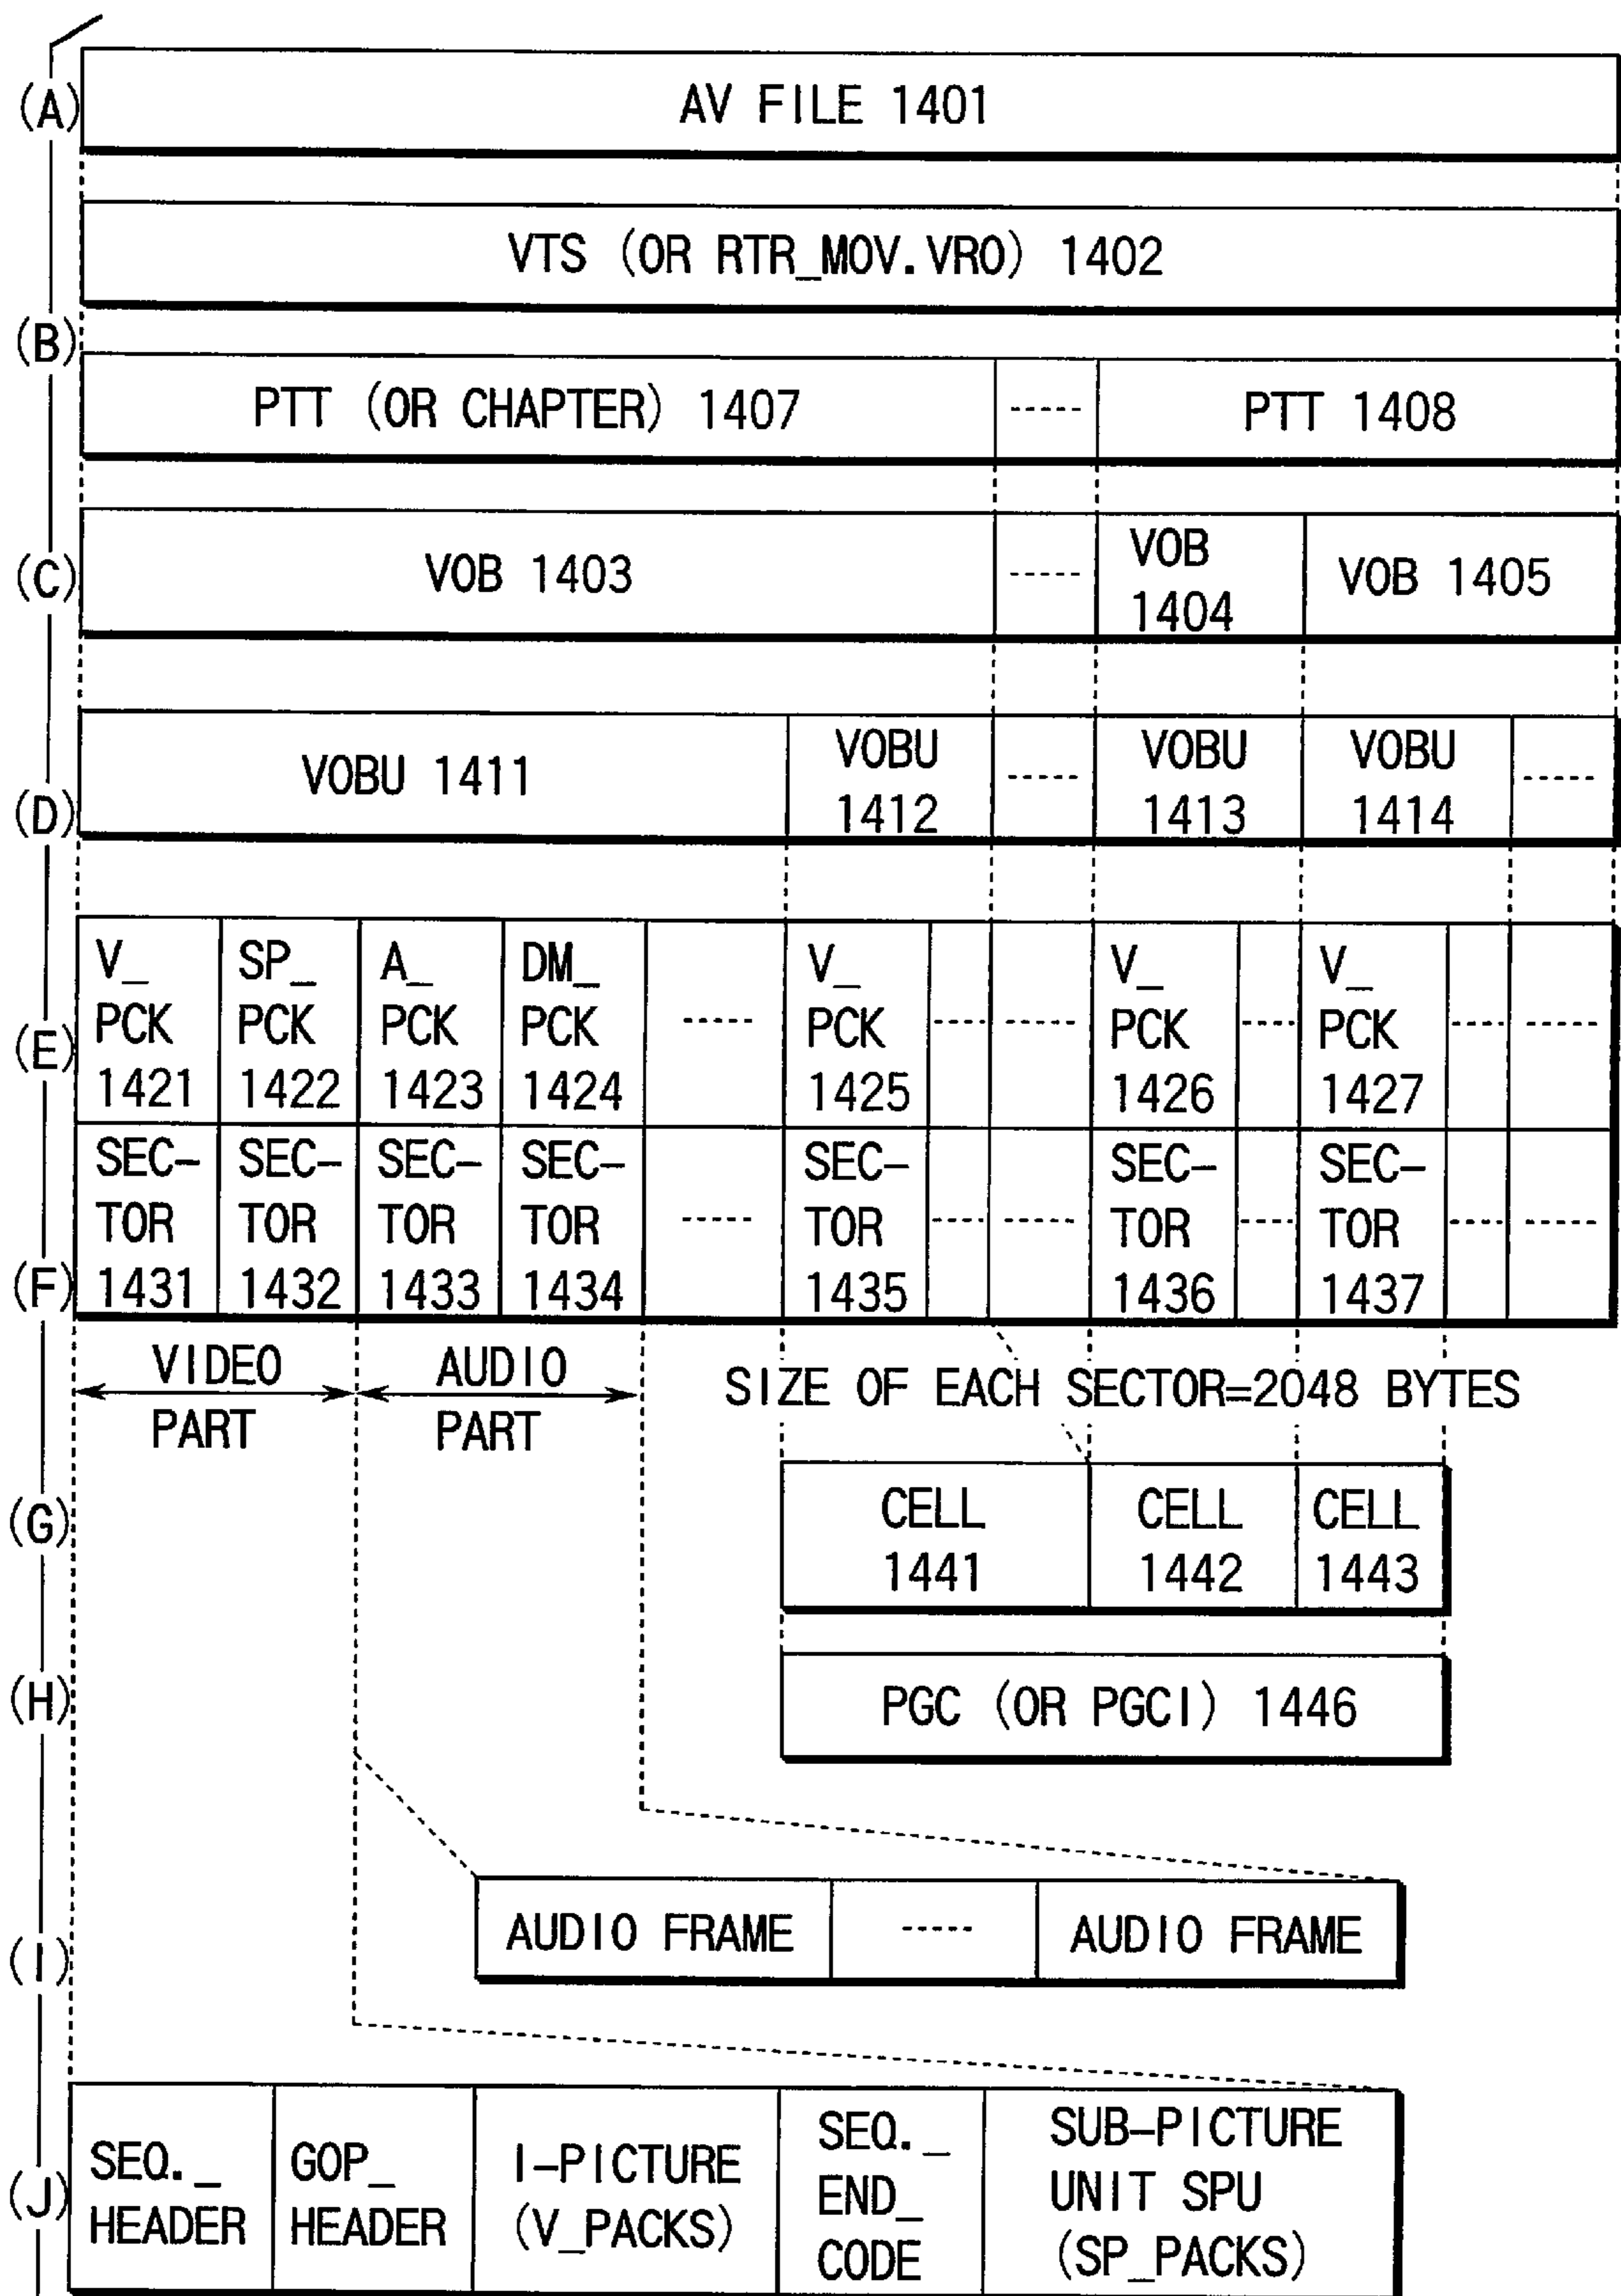 (A)
AV FILE 1401
VTS (OR RTR_MOV.VRO) 1402
(B)
PTT (OR CHAPTER) 1407
-----
PTT 1408
(C)
VOB 1403
-----
VOB
1404
VOB 1405
(D)
VOBU 1411
VOBU
1412
-----
VOBU
1413
VOBU
1414
-----
(E)
V_
PCK
1421
SP_
PCK
1422
A_
PCK
1423
DM_
PCK
1424
-----
V_
PCK
1425
----
-----
V_
PCK
1426
----
V_
PCK
1427
----
-----
(F)
SEC-
TOR
1431
SEC-
TOR
1432
SEC-
TOR
1433
SEC-
TOR
1434
-----
SEC-
TOR
1435
----
-----
SEC-
TOR
1436
----
SEC-
TOR
1437
----
-----
VIDEO
PART
AUDIO
PART
SIZE OF EACH SECTOR=2048 BYTES
(G)
CELL
1441
CELL
1442
CELL
1443
(H)
PGC (OR PGCI) 1446
(I)
AUDIO FRAME
-----
AUDIO FRAME
(J)
SEQ._
HEADER
GOP_
HEADER
I-PICTURE
(V_PACKS)
SEQ._
END_
CODE
SUB-PICTURE
UNIT SPU
(SP_PACKS)